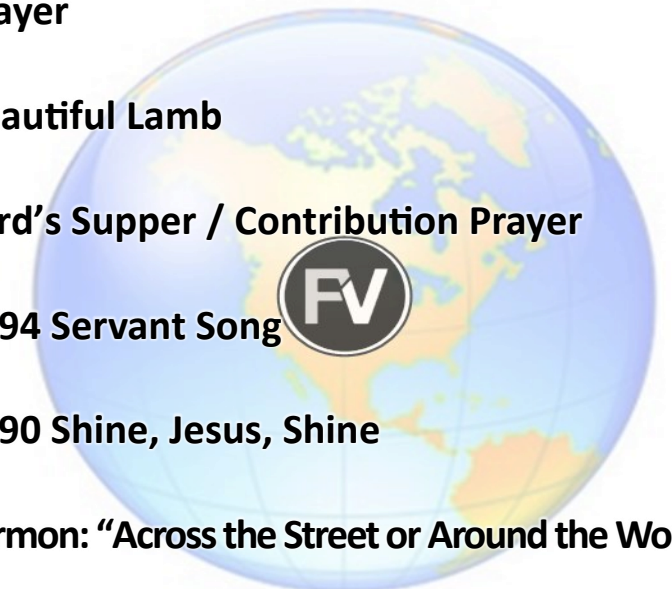 ayer
autiful Lamb
rd’s Supper / Contribution Prayer
94 Servant Song
FV
90 Shine, Jesus, Shine
rmon: “Across the Street or Around the Wo